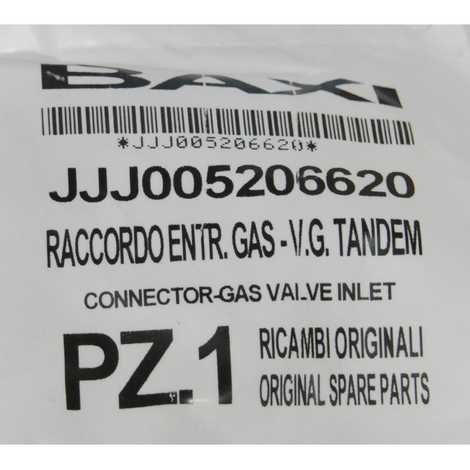 BAXI
*JJJ005206620*
JJJ005206620
RACCORDO ENTR. GAS - V.G. TANDEM
CONNECTOR-GAS VALVE INLET
PZ.1
RICAMBI ORIGINALI
ORIGINAL SPARE PARTS